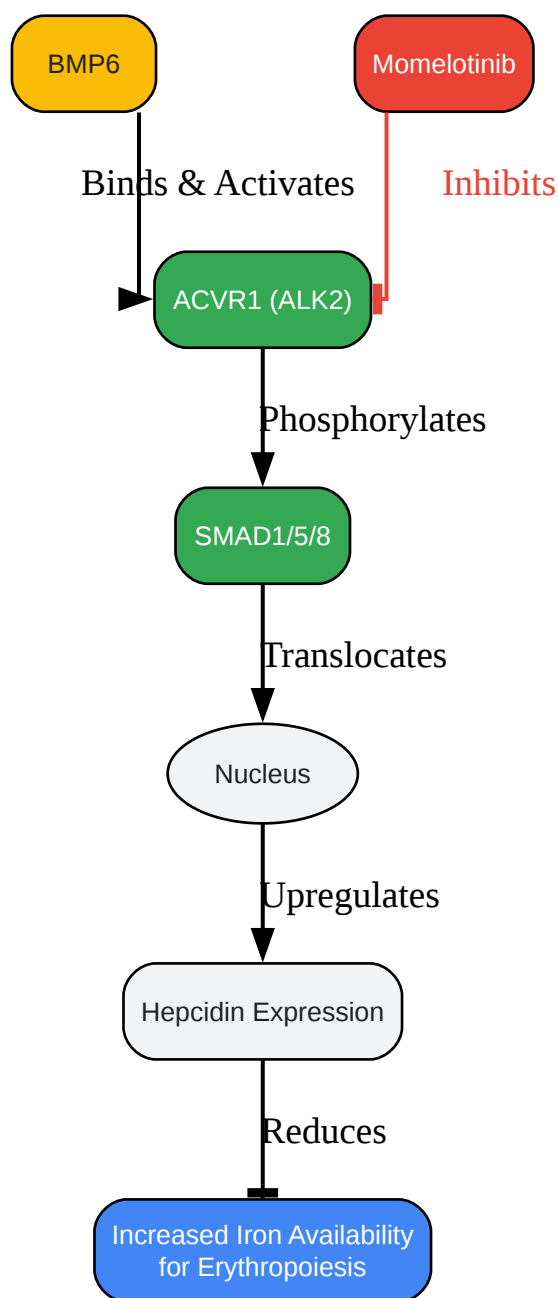 BMP6
Momelotinib
Binds & Activates
Inhibits
ACVR1 (ALK2)
Phosphorylates
SMAD1/5/8
Translocates
Nucleus
Upregulates
Hepcidin Expression
Reduces
Increased Iron Availability
for Erythropoiesis